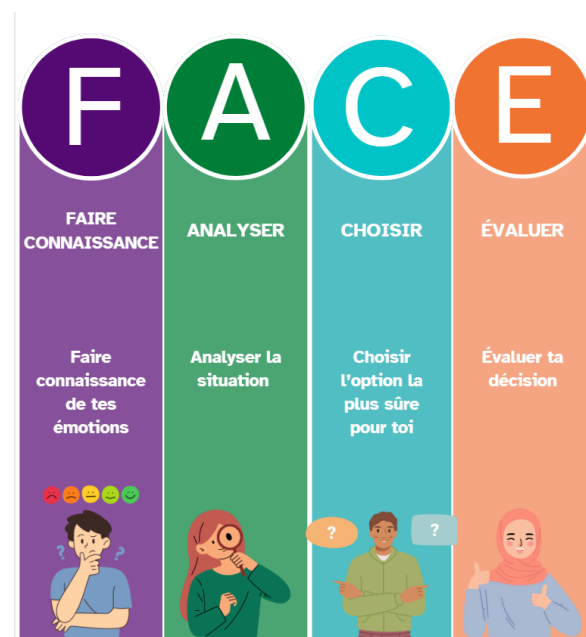 F
FAIRE
CONNAISSANCE
Faire
connaissance
de tes
émotions
?
?
A
ANALYSER
Analyser la
situation
C
CHOISIR
Choisir
l'option la
plus sûre
pour toi
?
?
E
ÉVALUER
Évaluer ta
décision